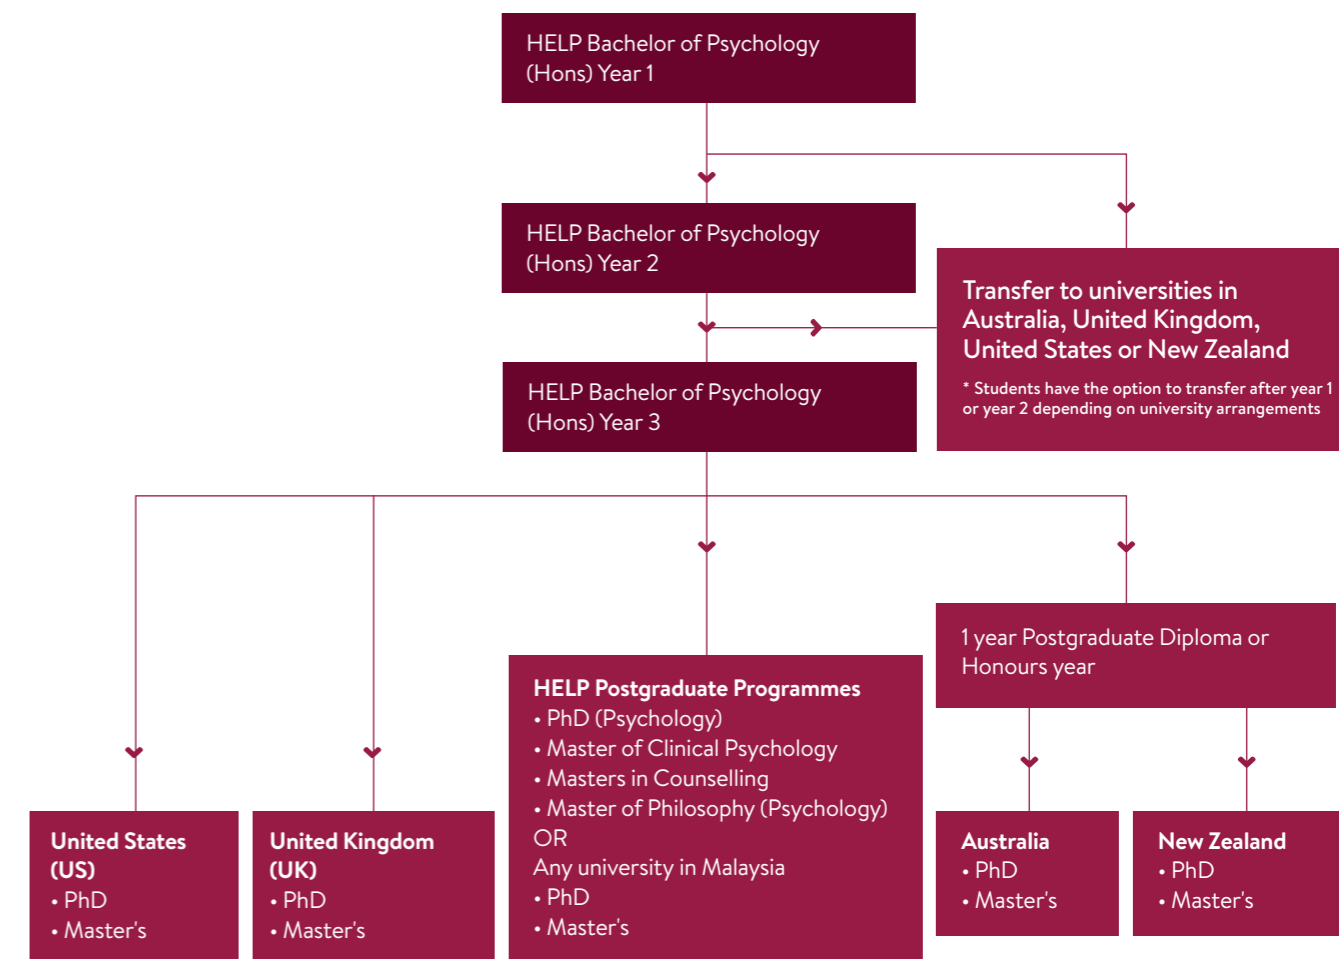 HELP Bachelor of Psychology
(Hons) Year 1
HELP Bachelor of Psychology
(Hons) Year 2
Transfer to universities in
Australia, United Kingdom,
United States or New Zealand
* Students have the option to transfer after year 1
or year 2 depending on university arrangements
HELP Bachelor of Psychology
(Hons) Year 3
1 year Postgraduate Diploma or
Honours year
HELP Postgraduate Programmes
• PhD (Psychology)
• Master of Clinical Psychology
• Masters in Counselling
• Master of Philosophy (Psychology)
OR
Any university in Malaysia
• PhD
• Master's
United States
(US)
• PhD
• Master's
United Kingdom
(UK)
• PhD
• Master's
Australia
• PhD
• Master's
New Zealand
• PhD
• Master's